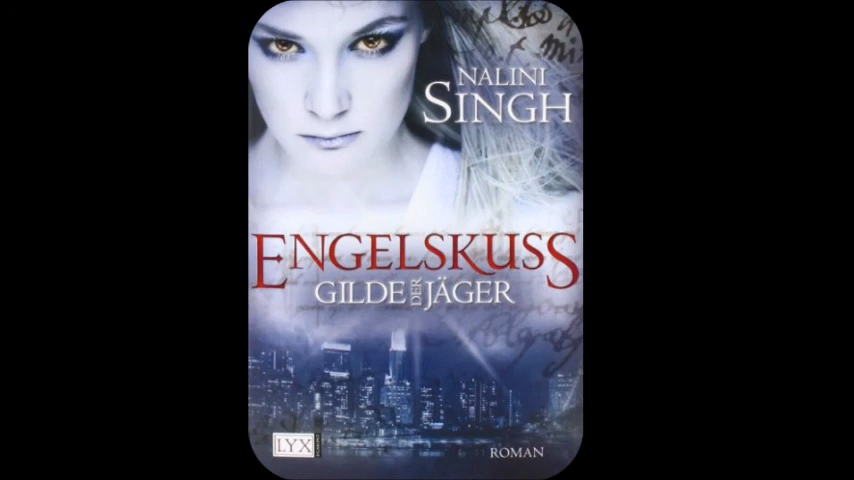 NALINI
SINGH
ENGELSKUSS
GILDE DER JÄGER
LYX
ROMAN